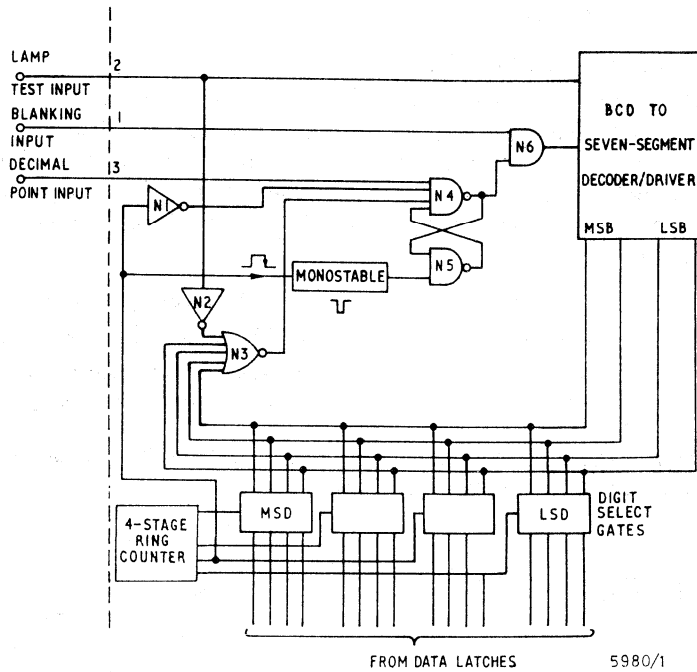 LAMP
TEST INPUT
2
BLANKING
INPUT
1
DECIMAL
POINT INPUT
3
BCD TO
SEVEN-SEGMENT
DECODER/DRIVER
MSB
LSB
N6
N4
N1
N5
MONOSTABLE
N2
N3
4-STAGE
RING
COUNTER
MSD
LSD
DIGIT
SELECT
GATES
FROM DATA LATCHES
5980/1